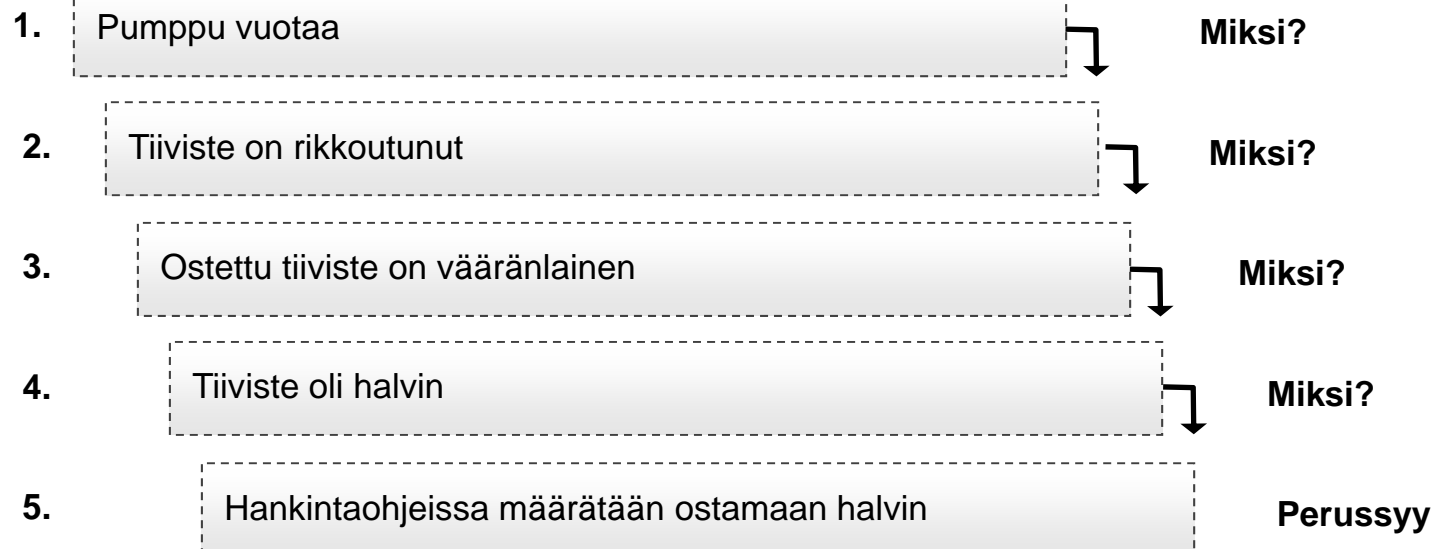 1. Pumppu vuotaa Miksi?
2. Tiiviste on rikkoutunut Miksi?
3. Ostettu tiiviste on vääränlainen Miksi?
4. Tiiviste oli halvin Miksi?
5. Hankintaohjeissa määrätään ostamaan halvin Perussyy